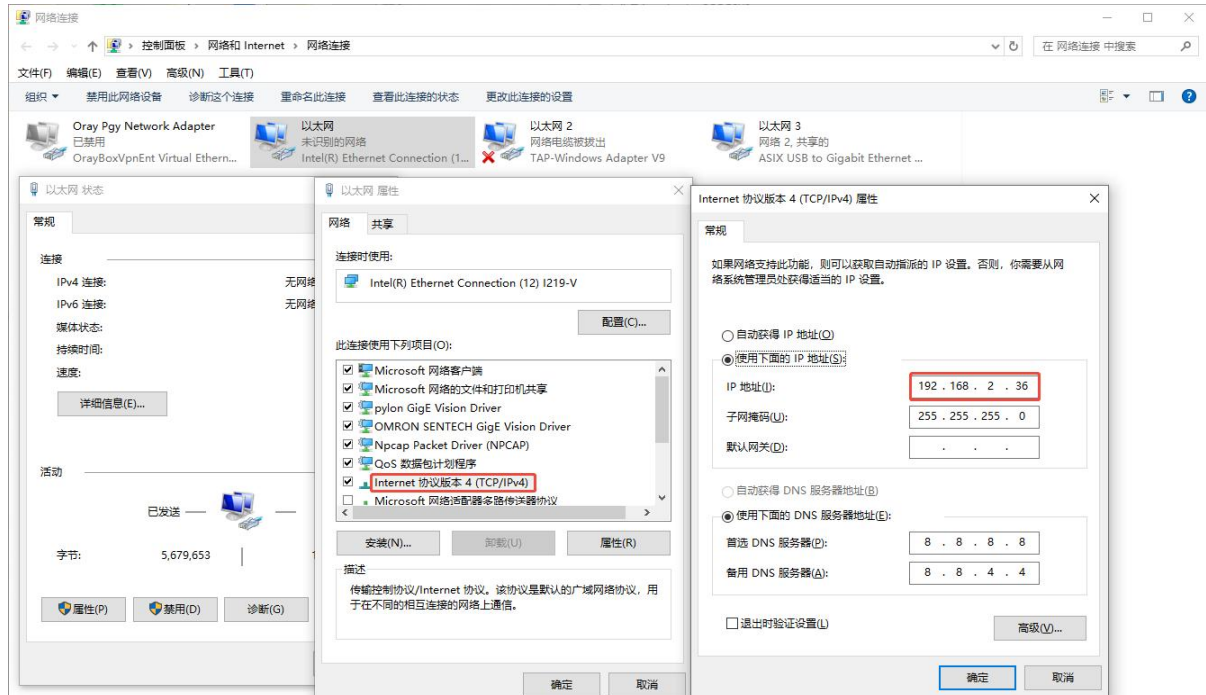 网络连接
控制面板 › 网络和 Internet › 网络连接
在 网络连接 中搜索
文件(F) 编辑(E) 查看(V) 高级(N) 工具(T)
组织 禁用此网络设备 诊断这个连接 重命名此连接 查看此连接的状态 更改此连接的设置
Oray Pgy Network Adapter
已禁用
OrayBoxVpnEnt Virtual Ethern...
以太网
未识别的网络
Intel(R) Ethernet Connection (1...
以太网 2
网络电缆被拔出
TAP-Windows Adapter V9
以太网 3
网络 2, 共享的
ASIX USB to Gigabit Ethernet ...
以太网 状态
常规
连接
IPv4 连接: 无网络
IPv6 连接: 无网络
媒体状态:
持续时间:
速度:
详细信息(E)...
活动
已发送
字节: 5,679,653
属性(P) 禁用(D) 诊断(G)
以太网 属性
网络 共享
连接时使用:
Intel(R) Ethernet Connection (12) I219-V
配置(C)...
此连接使用下列项目(O):
Microsoft 网络客户端
Microsoft 网络的文件和打印机共享
pylon GigE Vision Driver
OMRON SENTECH GigE Vision Driver
Npcap Packet Driver (NPCAP)
QoS 数据包计划程序
Internet 协议版本 4 (TCP/IPv4)
Microsoft 网络适配器多路传送器协议
安装(N)... 卸载(U) 属性(R)
描述
传输控制协议/Internet 协议。该协议是默认的广域网络协议，用
于在不同的相互连接的网络上通信。
确定 取消
Internet 协议版本 4 (TCP/IPv4) 属性
常规
如果网络支持此功能，则可以获取自动指派的 IP 设置。否则，你需要从网
络系统管理员处获得适当的 IP 设置。
自动获得 IP 地址(O)
使用下面的 IP 地址(S):
IP 地址(I): 192 . 168 . 2 . 36
子网掩码(U): 255 . 255 . 255 . 0
默认网关(D): . . .
自动获得 DNS 服务器地址(B)
使用下面的 DNS 服务器地址(E):
首选 DNS 服务器(P): 8 . 8 . 8 . 8
备用 DNS 服务器(A): 8 . 8 . 4 . 4
退出时验证设置(L)
高级(V)...
确定 取消